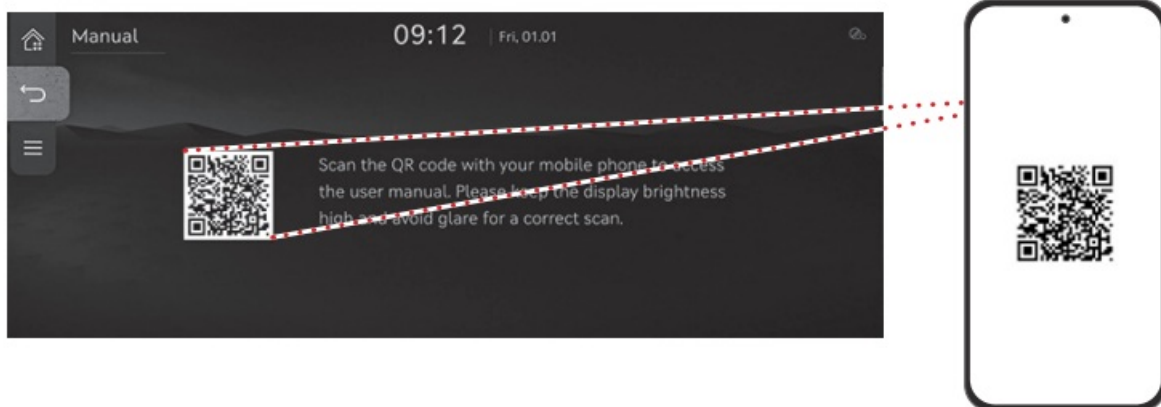 Manual
09:12
Fri, 01.01
Scan the QR code with your mobile phone to access
the user manual. Please keep the display brightness
high and avoid glare for a correct scan.